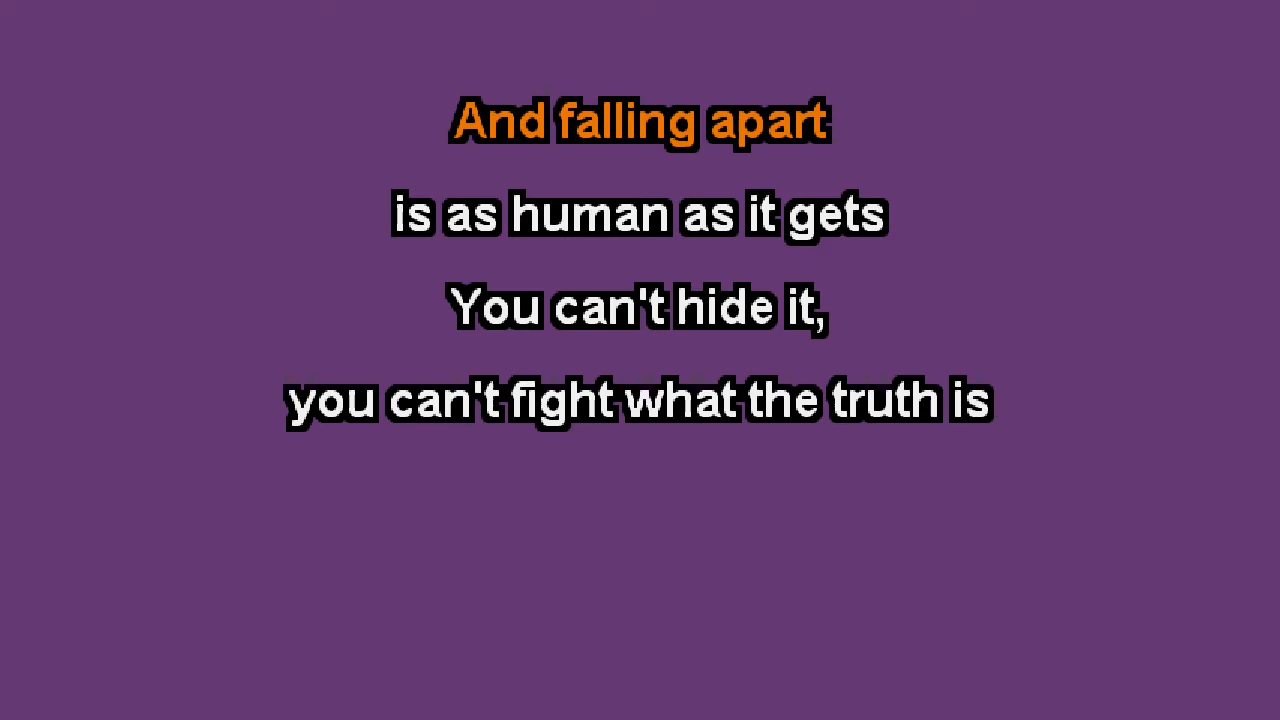 And falling apart
is as human as it gets
You can't hide it,
you can't fight what the truth is